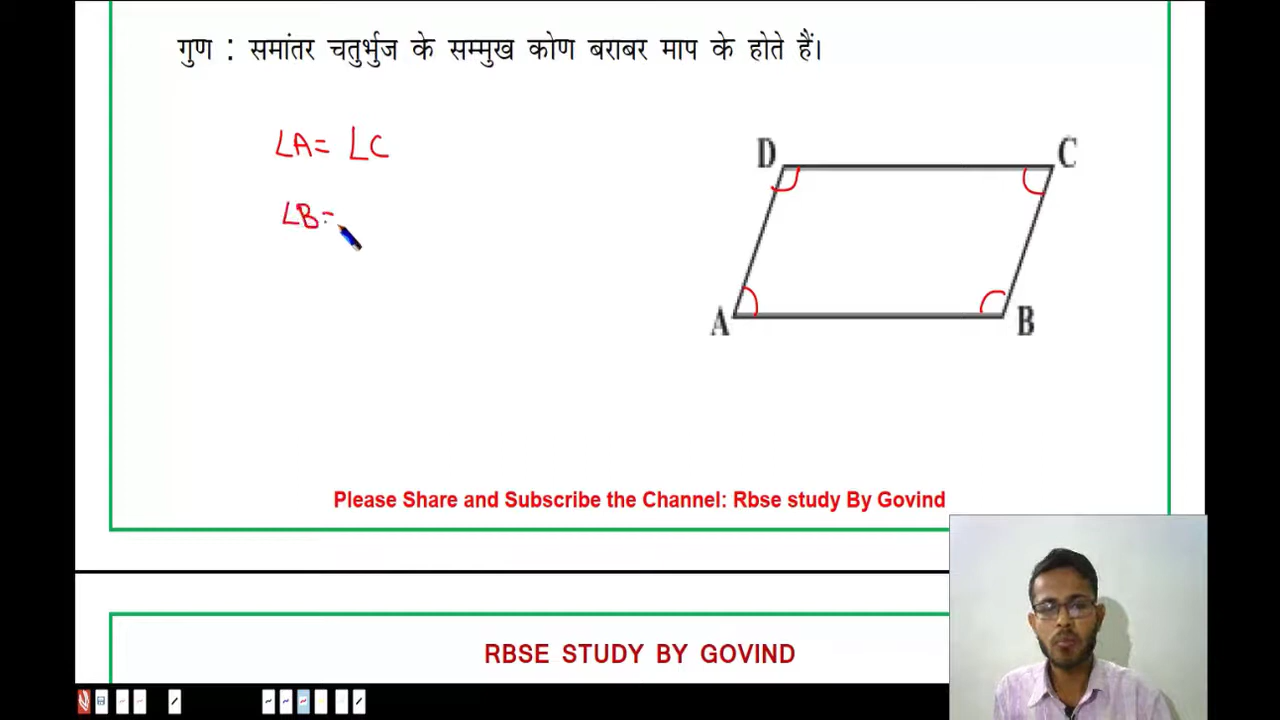 गुण : समांतर चतुर्भुज के सम्मुख कोण बराबर माप के होते हैं।
∠A= ∠C
∠B=
D
C
A
B
Please Share and Subscribe the Channel: Rbse study By Govind
RBSE STUDY BY GOVIND